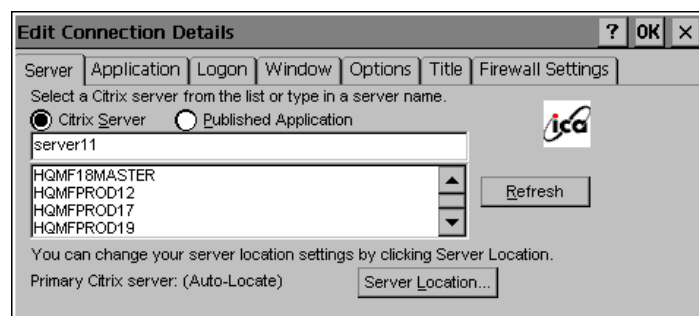 Edit Connection Details ? OK ×
Server Application Logon Window Options Title Firewall Settings
Select a Citrix server from the list or type in a server name.
Citrix Server Published Application
ica
server11
HQMF18MASTER
HQMFPROD12
Refresh
HQMFPROD17
HQMFPROD19
You can change your server location settings by clicking Server Location.
Primary Citrix server: (Auto-Locate) Server Location...